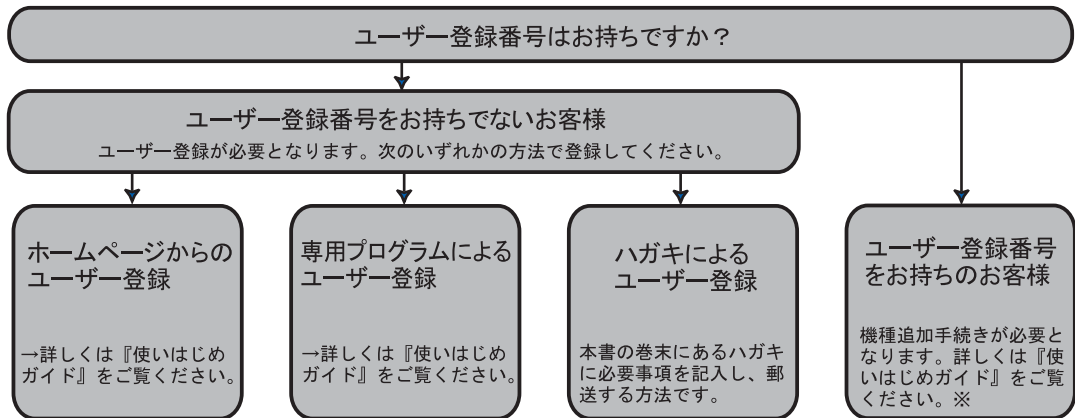 ユーザー登録番号はお持ちですか？
ユーザー登録番号をお持ちでないお客様
ユーザー登録が必要となります。次のいずれかの方法で登録してください。
ホームページからの
ユーザー登録
→詳しくは『使いはじめ
ガイド』をご覧ください。
専用プログラムによる
ユーザー登録
→詳しくは『使いはじめ
ガイド』をご覧ください。
ハガキによる
ユーザー登録
本書の巻末にあるハガキ
に必要事項を記入し、郵
送する方法です。
ユーザー登録番号
をお持ちのお客様
機種追加手続きが必要と
なります。詳しくは『使
いはじめガイド』をご覧
ください。※